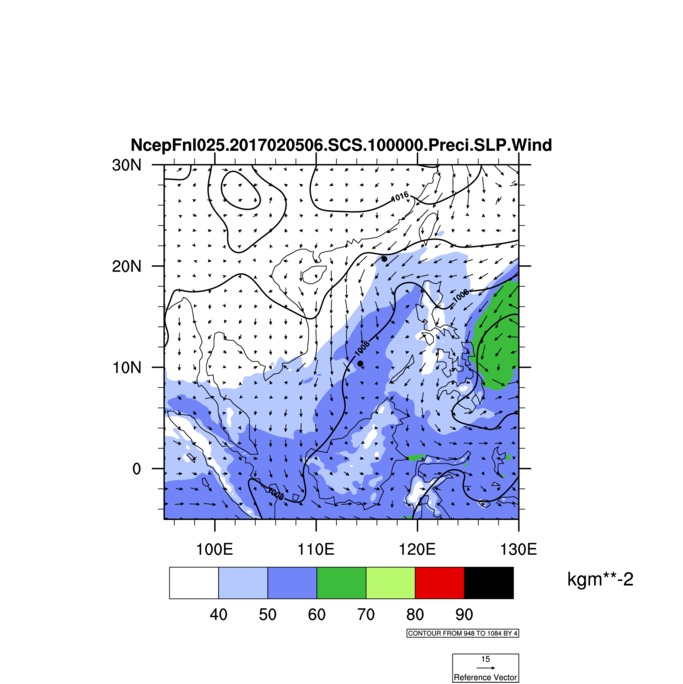 NcepFnl025.2017020506.SCS.100000.Preci.SLP.Wind
30N
1016
20N
1008
1008
10N
0
1008
100E 110E 120E 130E
kgm**-2
40 50 60 70 80 90
CONTOUR FROM 948 TO 1084 BY 4
15
Reference Vector